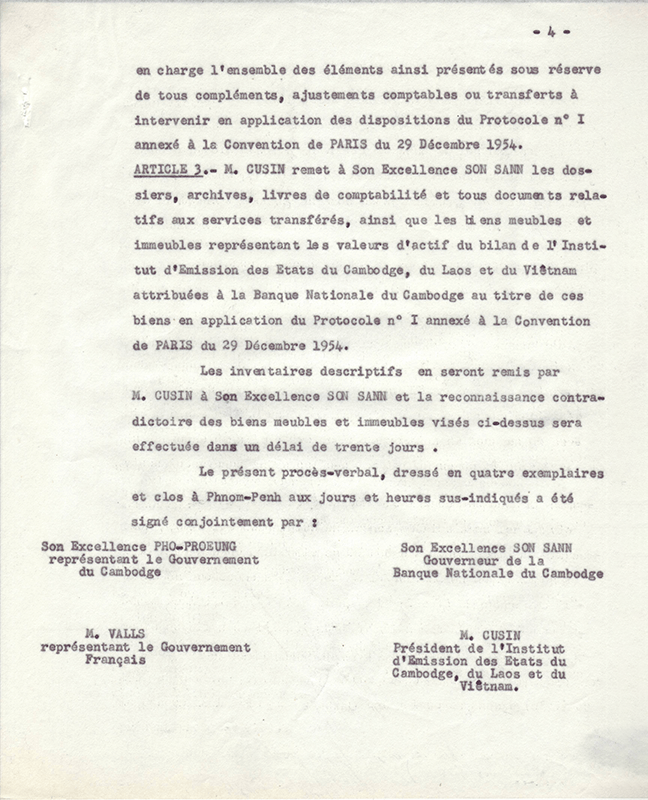 - 4 -
en charge l'ensemble des éléments ainsi présentés sous réserve
de tous compléments, ajustements comptables ou transferts à
intervenir en application des dispositions du Protocole n° I
annexé à la Convention de PARIS du 29 Décembre 1954.
ARTICLE 3.- M. CUSIN remet à Son Excellence SON SANN les dos-
siers, archives, livres de comptabilité et tous documents rela-
tifs aux services transférés, ainsi que les biens meubles et
immeubles représentant les valeurs d'actif du bilan de l'Insti-
tut d'Emission des Etats du Cambodge, du Laos et du Viêtnam
attribuées à la Banque Nationale du Cambodge au titre de ces
biens en application du Protocole n° I annexé à la Convention
de PARIS du 29 Décembre 1954.
Les inventaires descriptifs en seront remis par
M. CUSIN à Son Excellence SON SANN et la reconnaissance contra-
dictoire des biens meubles et immeubles visés ci-dessus sera
effectuée dans un délai de trente jours .
Le présent procès-verbal, dressé en quatre exemplaires
et clos à Phnom-Penh aux jours et heures sus-indiqués a été
signé conjointement par :
Son Excellence PHO-PROEUNG
représentant le Gouvernement
du Cambodge
Son Excellence SON SANN
Gouverneur de la
Banque Nationale du Cambodge
M. VALLS
représentant le Gouvernement
Français
M. CUSIN
Président de l'Institut
d'Emission des Etats du
Cambodge, du Laos et du
Viêtnam.